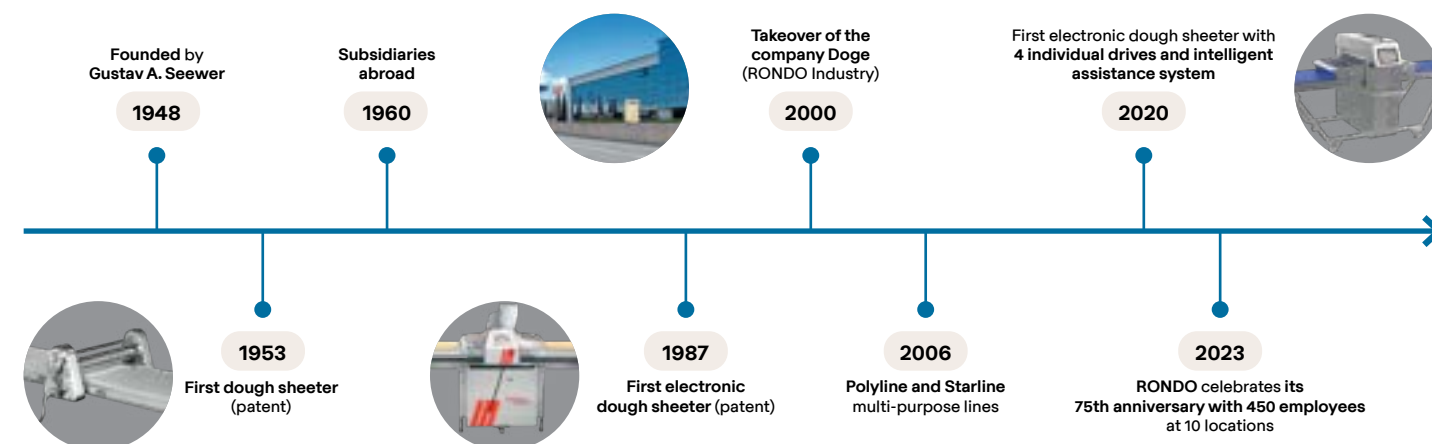 Founded by
Gustav A. Seewer
1948
Subsidiaries
abroad
1960
Takeover of the
company Doge
(RONDO Industry)
2000
First electronic dough sheeter with
4 individual drives and intelligent
assistance system
2020
1953
First dough sheeter
(patent)
1987
First electronic
dough sheeter (patent)
2006
Polyline and Starline
multi-purpose lines
2023
RONDO celebrates its
75th anniversary with 450 employees
at 10 locations